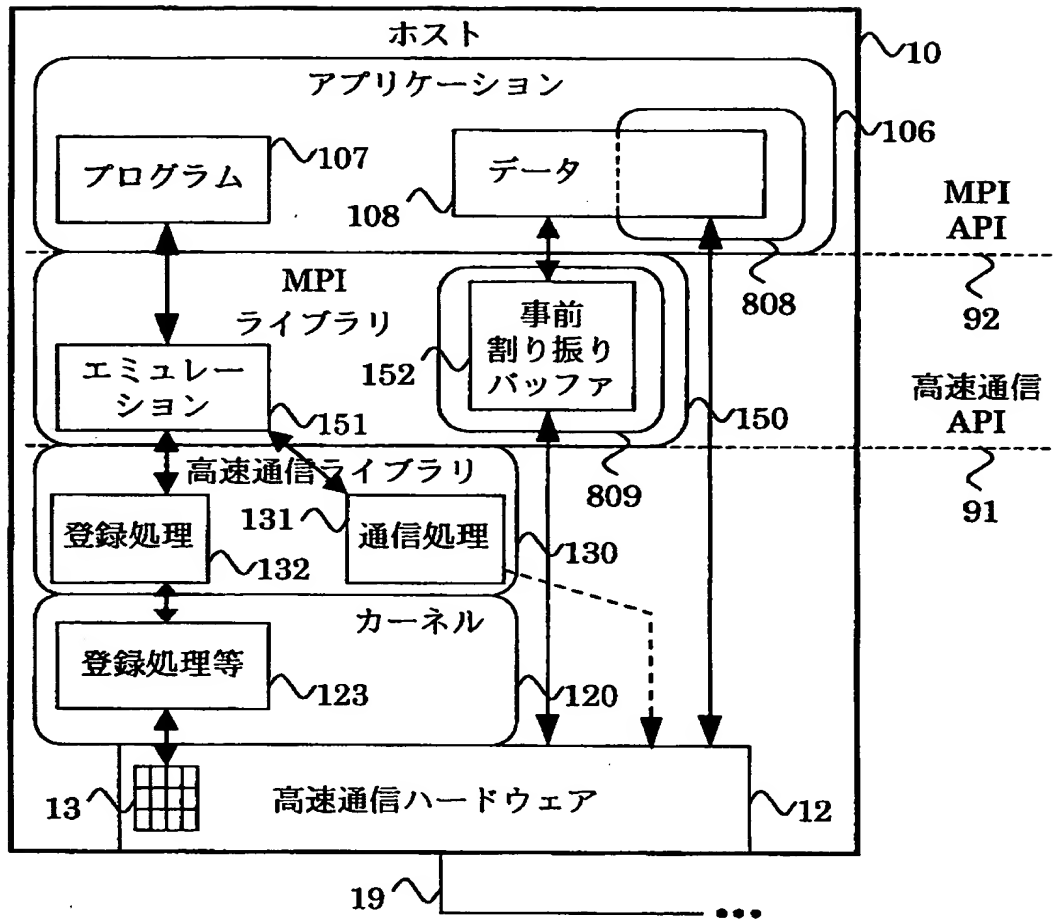 ホスト
10
アプリケーション
106
プログラム
107
データ
108
MPI
API
808
92
MPI
ライブラリ
事前
割り振り
バッファ
152
エミュレー
ション
151
150
高速通信
API
809
91
高速通信ライブラリ
131
登録処理
132
通信処理
130
カーネル
登録処理等
123
120
13
高速通信ハードウェア
12
19